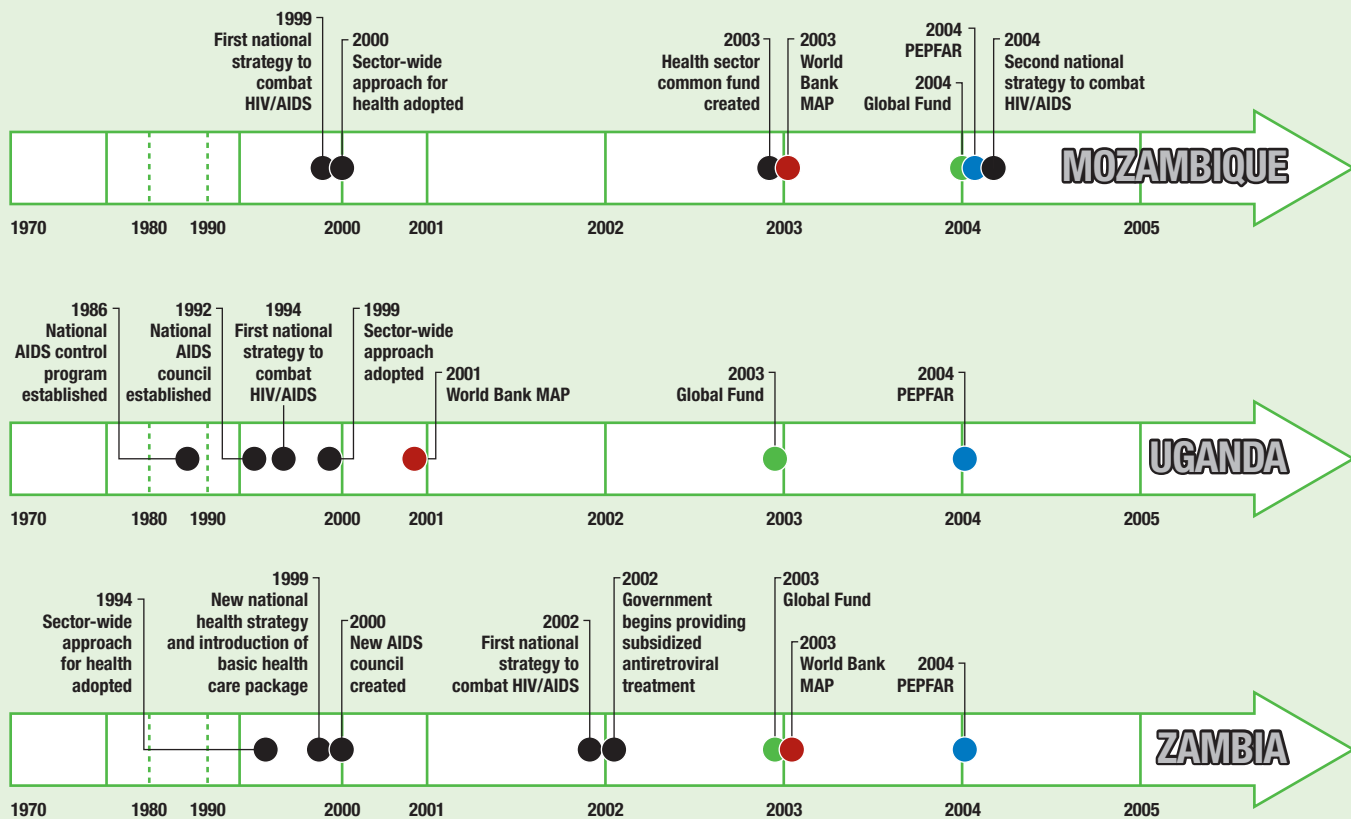 1999
First national
strategy to
combat
HIV/AIDS
2000
Sector-wide
approach for
health adopted
2003
Health sector
common fund
created
2003
World
Bank
MAP
2004
PEPFAR
2004
Global Fund
2004
Second national
strategy to combat
HIV/AIDS
MOZAMBIQUE
1970
1980
1990
2000
2001
2002
2003
2004
2005
1986
National
AIDS control
program
established
1992
National
AIDS
council
established
1994
First national
strategy to
combat
HIV/AIDS
1999
Sector-wide
approach
adopted
2001
World Bank MAP
2003
Global Fund
2004
PEPFAR
UGANDA
1970
1980
1990
2000
2001
2002
2003
2004
2005
1994
Sector-wide
approach
for health
adopted
1999
New national
health strategy
and introduction of
basic health
care package
2000
New AIDS
council
created
2002
First national
strategy to
combat HIV/AIDS
2002
Government
begins providing
subsidized
antiretroviral
treatment
2003
Global Fund
2003
World Bank
MAP
2004
PEPFAR
ZAMBIA
1970
1980
1990
2000
2001
2002
2003
2004
2005